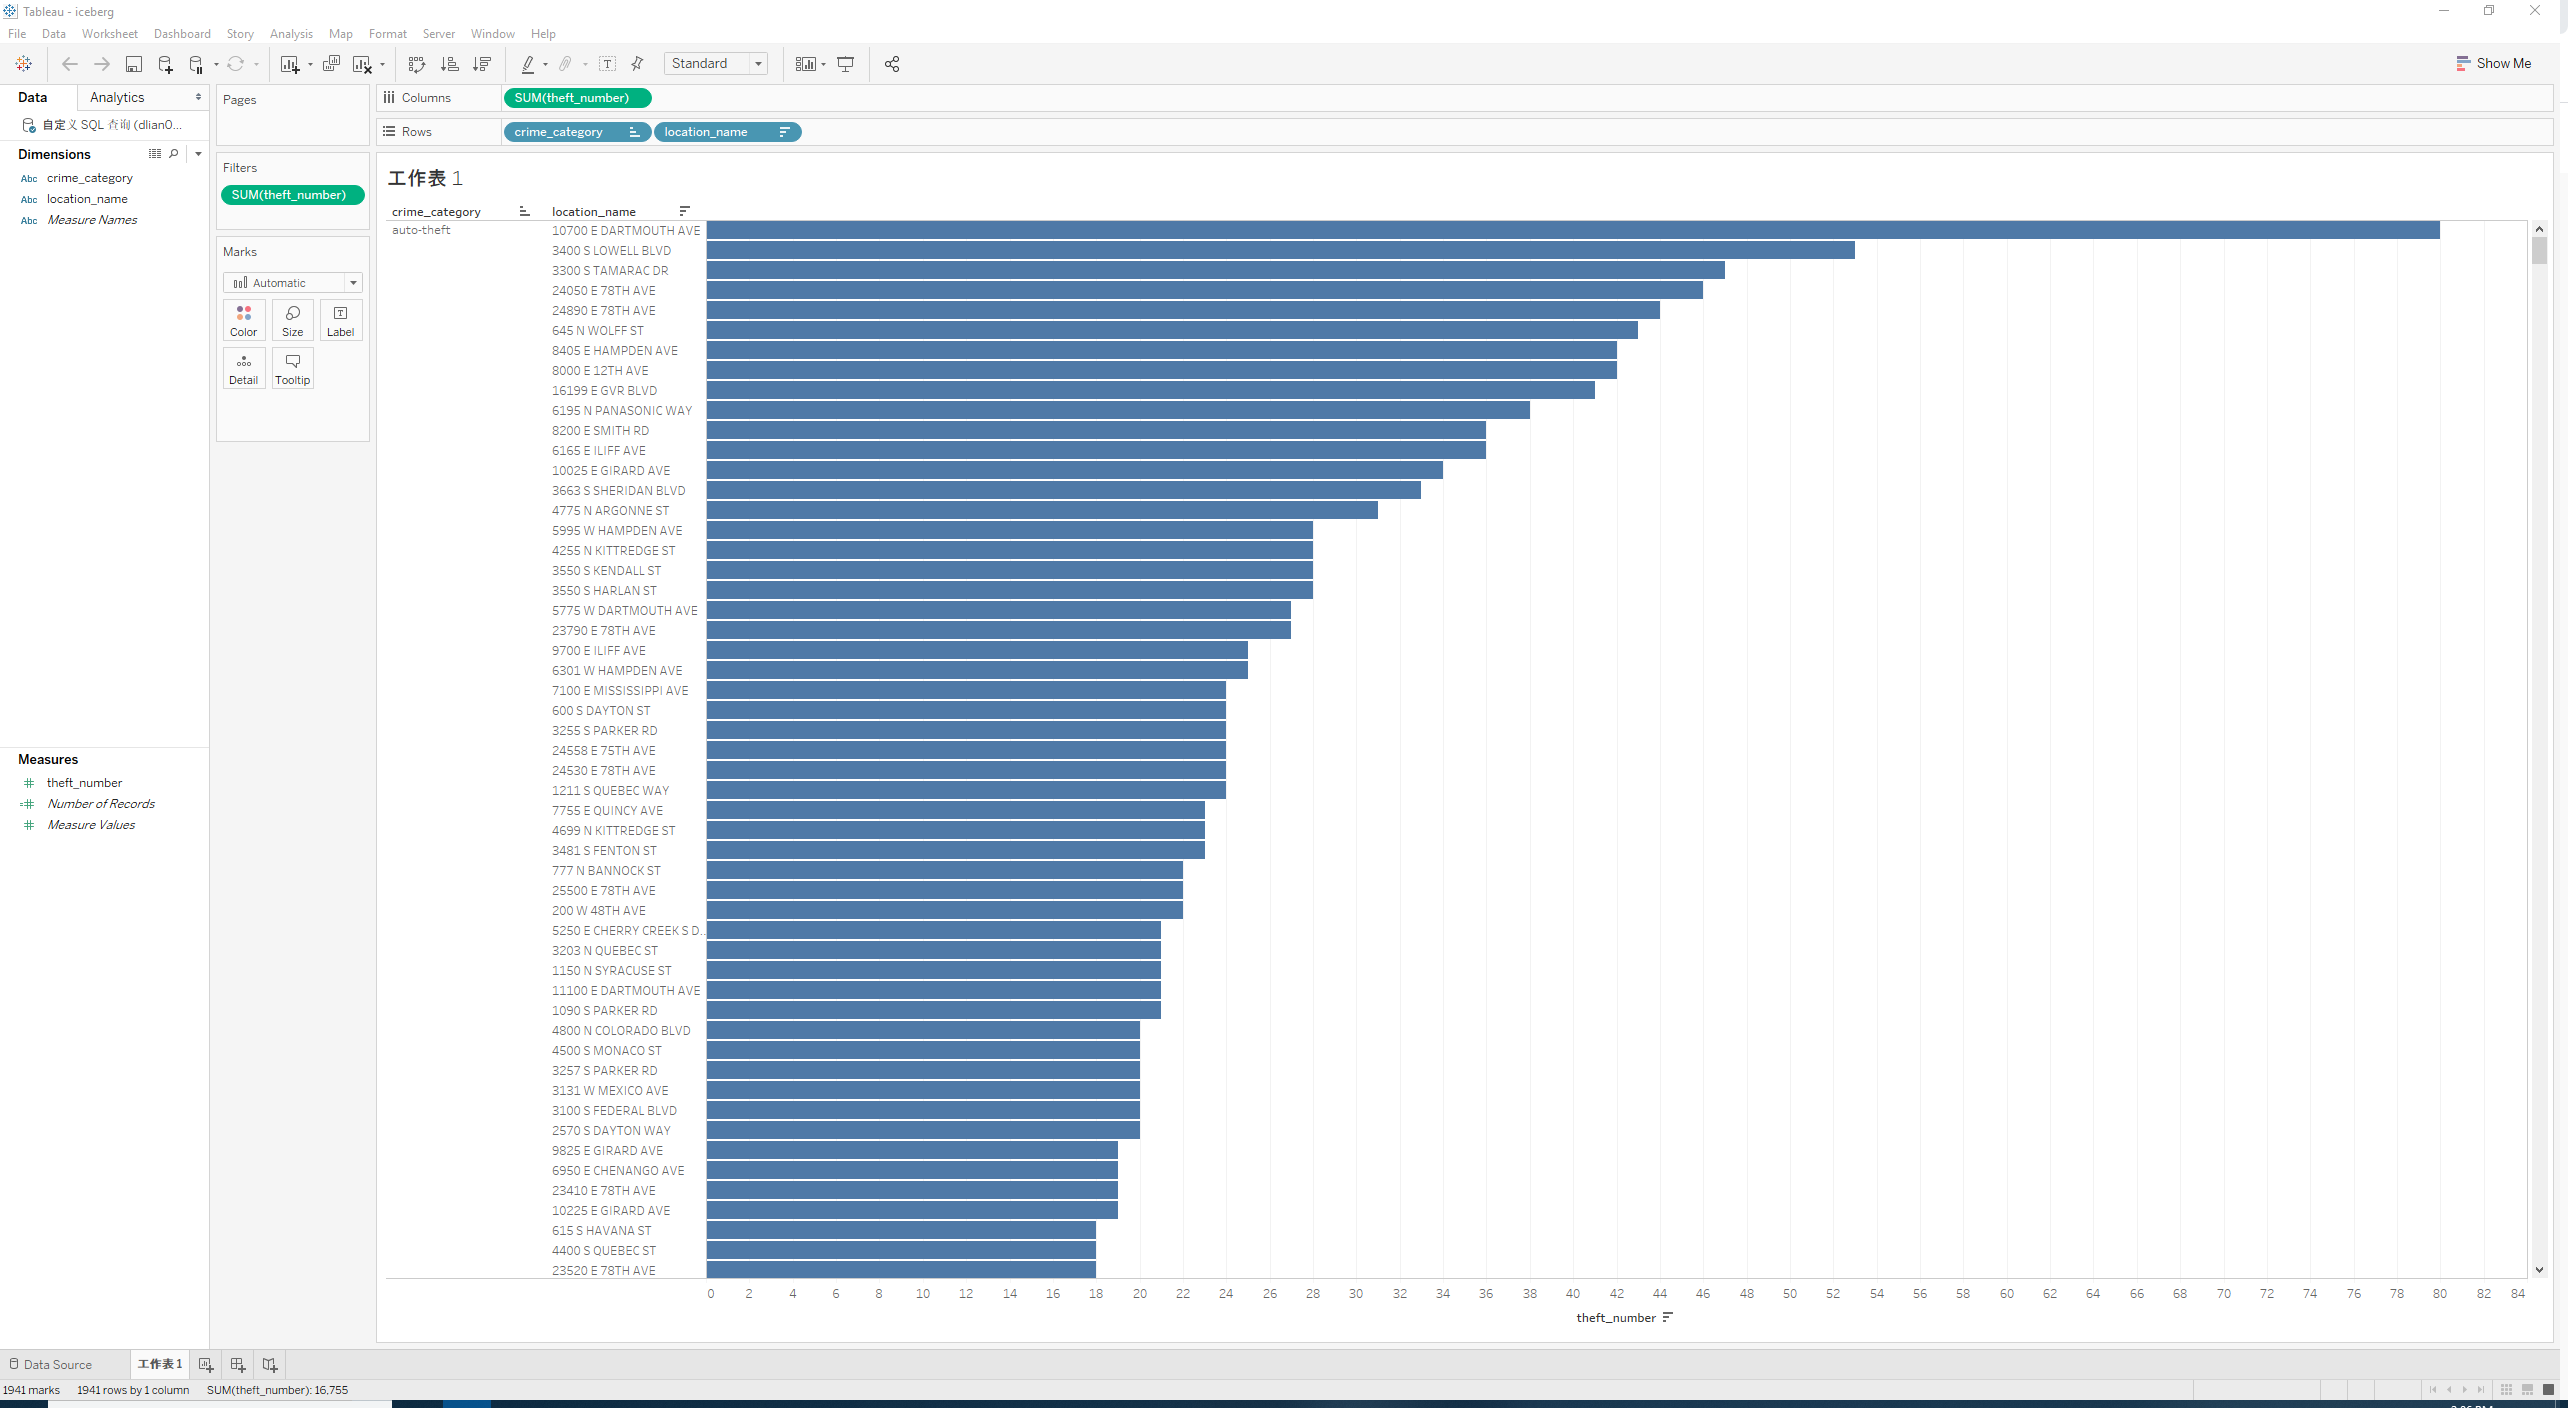 Tableau - iceberg
File Data Worksheet Dashboard Story Analysis Map Format Server Window Help
Standard
Show Me
Data Analytics
自定义 SQL 查询 (dlian0...
Dimensions
Abc crime_category
Abc location_name
Abc Measure Names
Measures
theft_number
Number of Records
Measure Values
Pages
Filters
SUM(theft_number)
Marks
Automatic
Color Size Label
Detail Tooltip
Columns SUM(theft_number)
Rows crime_category location_name
工作表 1
crime_category location_name
auto-theft 10700 E DARTMOUTH AVE
3400 S LOWELL BLVD
3300 S TAMARAC DR
24050 E 78TH AVE
24890 E 78TH AVE
645 N WOLFF ST
8405 E HAMPDEN AVE
8000 E 12TH AVE
16199 E GVR BLVD
6195 N PANASONIC WAY
8200 E SMITH RD
6165 E ILIFF AVE
10025 E GIRARD AVE
3663 S SHERIDAN BLVD
4775 N ARGONNE ST
5995 W HAMPDEN AVE
4255 N KITTREDGE ST
3550 S KENDALL ST
3550 S HARLAN ST
5775 W DARTMOUTH AVE
23790 E 78TH AVE
9700 E ILIFF AVE
6301 W HAMPDEN AVE
7100 E MISSISSIPPI AVE
600 S DAYTON ST
3255 S PARKER RD
24558 E 75TH AVE
24530 E 78TH AVE
1211 S QUEBEC WAY
7755 E QUINCY AVE
4699 N KITTREDGE ST
3481 S FENTON ST
777 N BANNOCK ST
25500 E 78TH AVE
200 W 48TH AVE
5250 E CHERRY CREEK S D..
3203 N QUEBEC ST
1150 N SYRACUSE ST
11100 E DARTMOUTH AVE
1090 S PARKER RD
4800 N COLORADO BLVD
4500 S MONACO ST
3257 S PARKER RD
3131 W MEXICO AVE
3100 S FEDERAL BLVD
2570 S DAYTON WAY
9825 E GIRARD AVE
6950 E CHENANGO AVE
23410 E 78TH AVE
10225 E GIRARD AVE
615 S HAVANA ST
4400 S QUEBEC ST
23520 E 78TH AVE
0 2 4 6 8 10 12 14 16 18 20 22 24 26 28 30 32 34 36 38 40 42 44 46 48 50 52 54 56 58 60 62 64 66 68 70 72 74 76 78 80 82 84
theft_number
Data Source 工作表 1
1941 marks 1941 rows by 1 column SUM(theft_number): 16,755